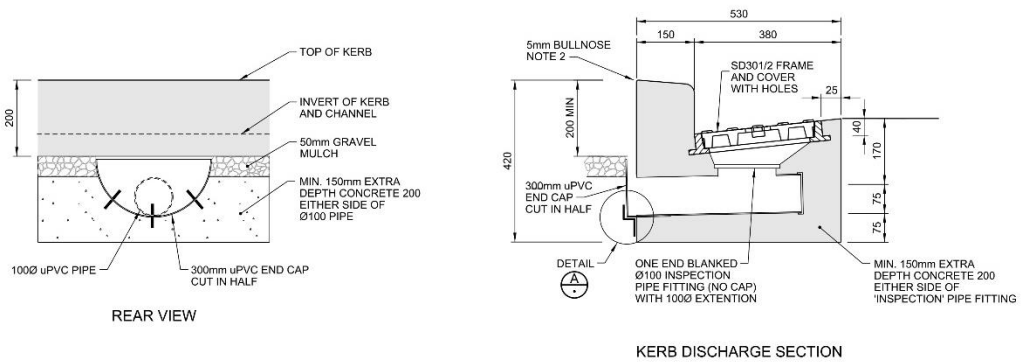 TOP OF KERB
INVERT OF KERB
AND CHANNEL
50mm GRAVEL
MULCH
MIN. 150mm EXTRA
DEPTH CONCRETE 200
EITHER SIDE OF
Ø100 PIPE
200
100Ø uPVC PIPE
300mm uPVC END CAP
CUT IN HALF
REAR VIEW
530
150
380
5mm BULLNOSE
NOTE 2
SD301/2 FRAME
AND COVER
WITH HOLES
25
200 MIN
40
170
420
300mm uPVC
END CAP
CUT IN HALF
75
75
DETAIL
A
-
ONE END BLANKED
Ø100 INSPECTION
PIPE FITTING (NO CAP)
WITH 100Ø EXTENTION
MIN. 150mm EXTRA
DEPTH CONCRETE 200
EITHER SIDE OF
'INSPECTION' PIPE FITTING
KERB DISCHARGE SECTION